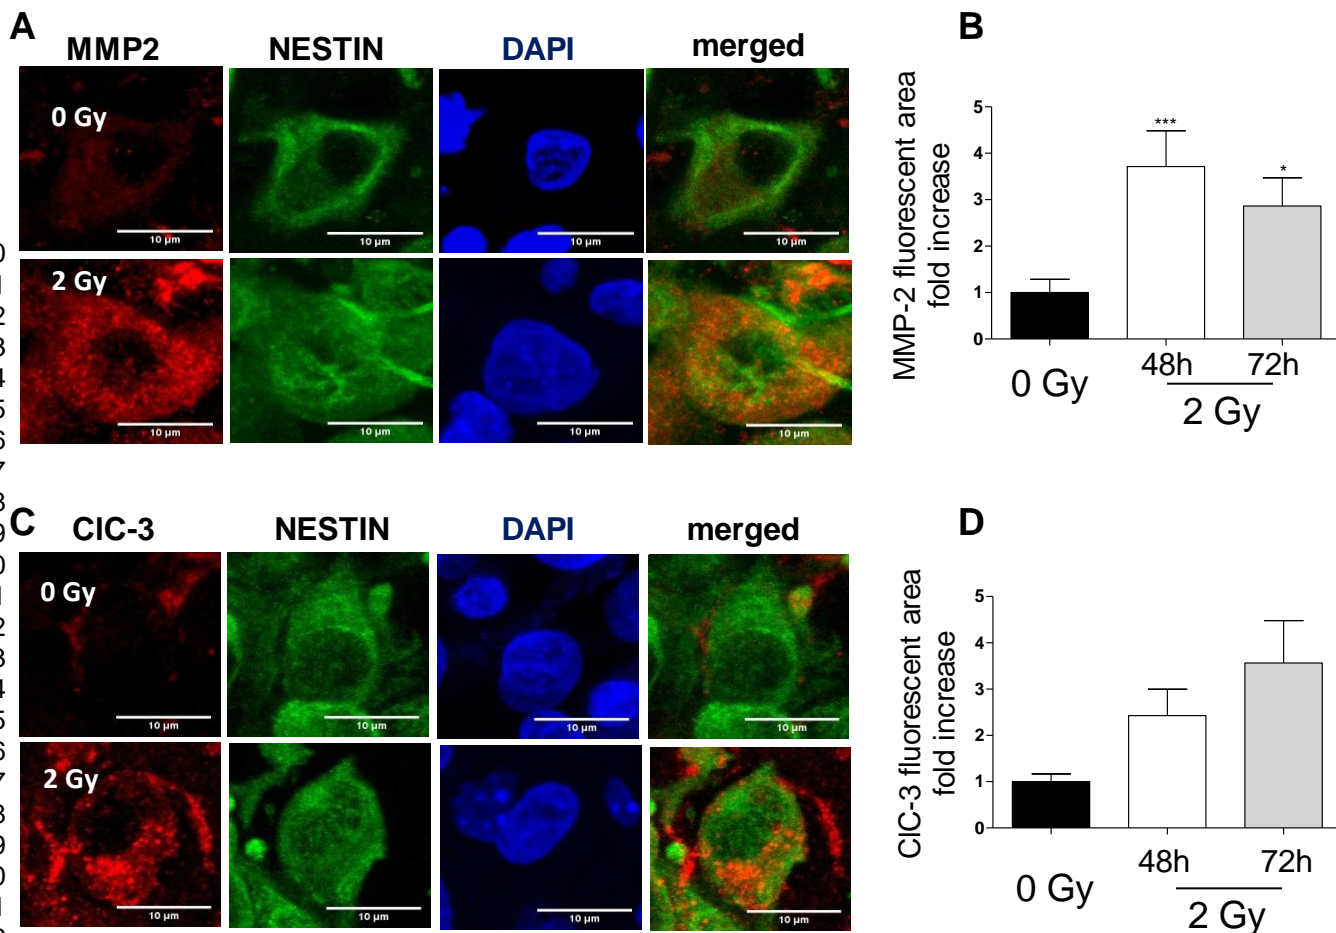 A
MMP2 NESTIN DAPI merged
0 Gy
10 µm 10 µm 10 µm 10 µm
2 Gy
10 µm 10 µm 10 µm 10 µm
B
MMP-2 fluorescent area
fold increase
5
4
3
2
1
0
***
*
48h 72h
0 Gy
2 Gy
C
ClC-3 NESTIN DAPI merged
0 Gy
10 µm 10 µm 10 µm 10 µm
2 Gy
10 µm 10 µm 10 µm 10 µm
D
ClC-3 fluorescent area
fold increase
5
4
3
2
1
0
48h 72h
0 Gy
2 Gy